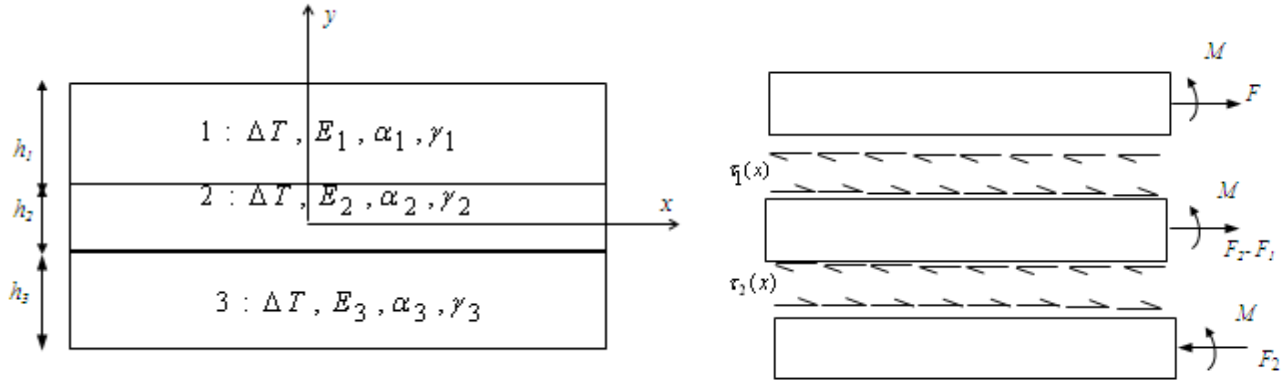 y
1 : ΔT , E₁ , α₁ , γ₁
h₁
2 : ΔT , E₂ , α₂ , γ₂
x
h₂
h₃
3 : ΔT , E₃ , α₃ , γ₃
M
F
τ₁(x)
M
F₂-F₁
τ₂(x)
M
F₂